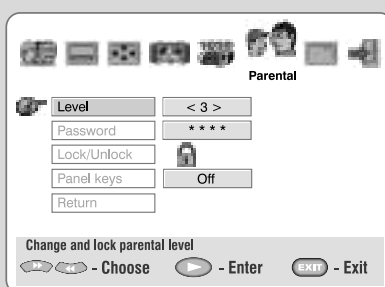 Parental
Level < 3 >
Password * * * *
Lock/Unlock
Panel keys Off
Return
Change and lock parental level
- Choose - Enter EXIT - Exit